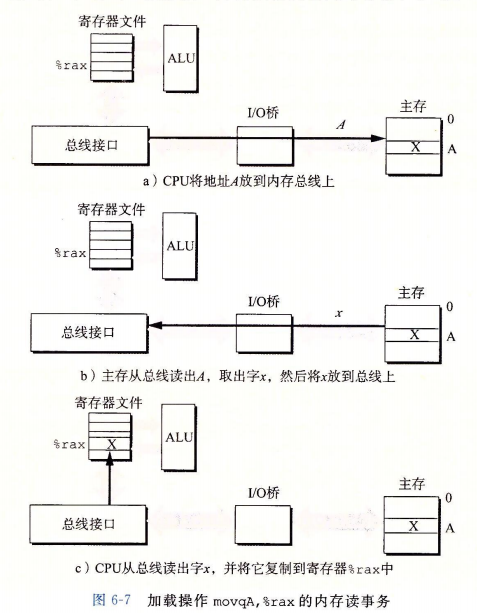 寄存器文件
%rax
ALU
I/O桥
主存
0
总线接口
A
X
A
a）CPU将地址A放到内存总线上
寄存器文件
%rax
ALU
I/O桥
主存
0
总线接口
x
X
A
b）主存从总线读出A，取出字x，然后将x放到总线上
寄存器文件
%rax
X
ALU
I/O桥
主存
0
总线接口
X
A
c）CPU从总线读出字x，并将它复制到寄存器%rax中
图 6-7 加载操作 movqA,%rax 的内存读事务